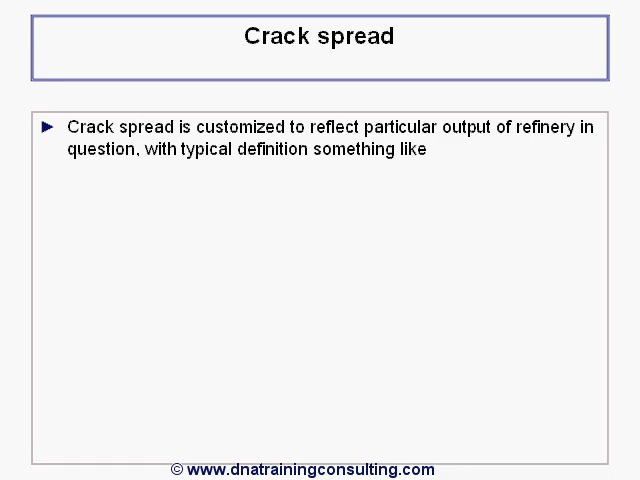 Crack spread
► Crack spread is customized to reflect particular output of refinery in
question, with typical definition something like
© www.dnatrainingconsulting.com